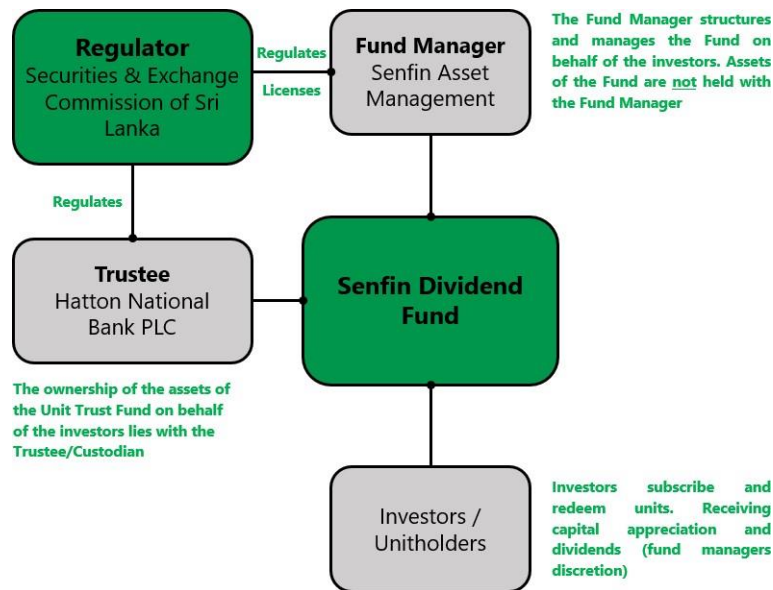 Regulator
Securities & Exchange
Commission of Sri
Lanka
Regulates
Licenses
Fund Manager
Senfin Asset
Management
The Fund Manager structures
and manages the Fund on
behalf of the investors. Assets
of the Fund are not held with
the Fund Manager
Regulates
Trustee
Hatton National
Bank PLC
Senfin Dividend
Fund
The ownership of the assets of
the Unit Trust Fund on behalf
of the investors lies with the
Trustee/Custodian
Investors /
Unitholders
Investors subscribe and
redeem units. Receiving
capital appreciation and
dividends (fund managers
discretion)